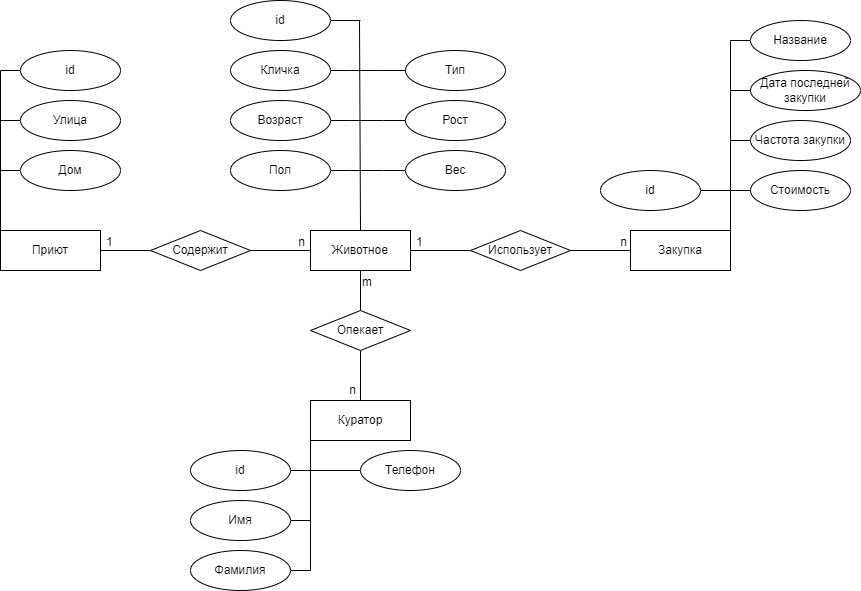 id
Кличка
Тип
Возраст
Рост
Пол
Вес
id
Улица
Дом
Название
Дата последней
закупки
Частота закупки
id
Стоимость
Приют
1
Содержит
n
Животное
1
Использует
n
Закупка
m
Опекает
n
Куратор
id
Телефон
Имя
Фамилия